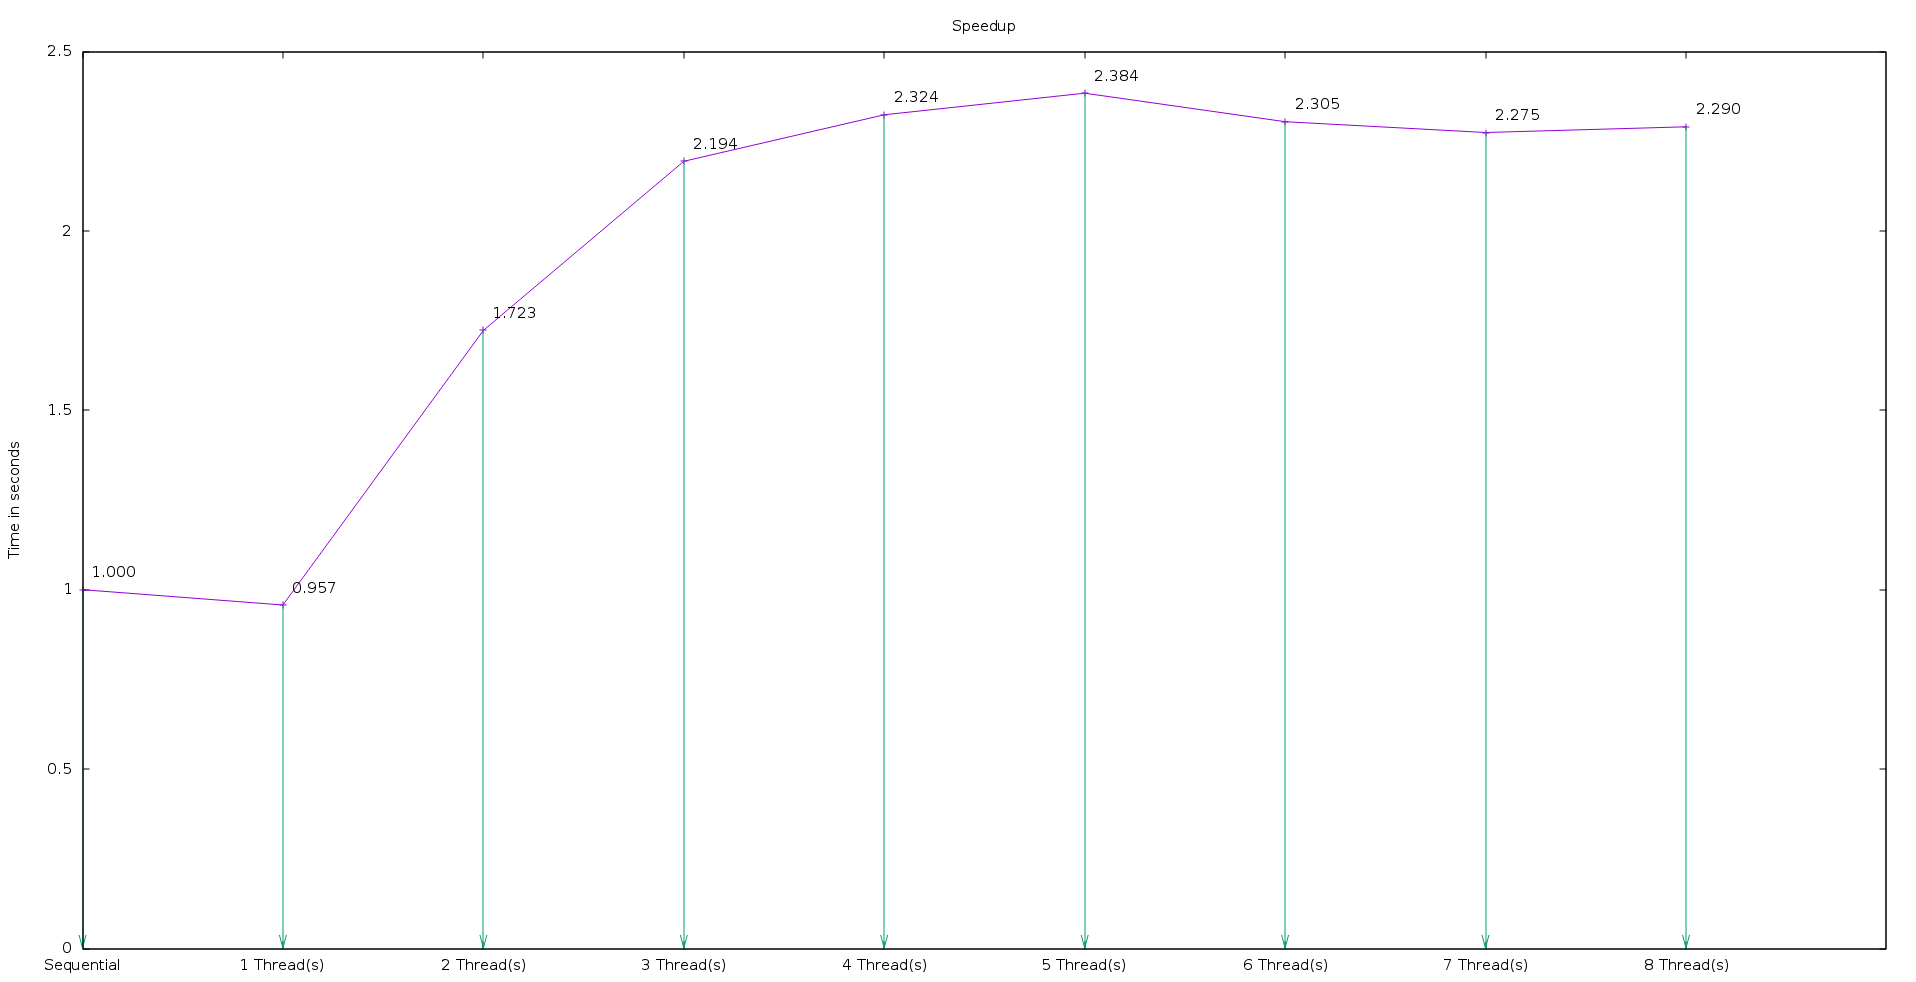 Speedup
2.5
2
1.5
1
0.5
0
Time in seconds
1.000
0.957
1.723
2.194
2.324
2.384
2.305
2.275
2.290
Sequential
1 Thread(s)
2 Thread(s)
3 Thread(s)
4 Thread(s)
5 Thread(s)
6 Thread(s)
7 Thread(s)
8 Thread(s)